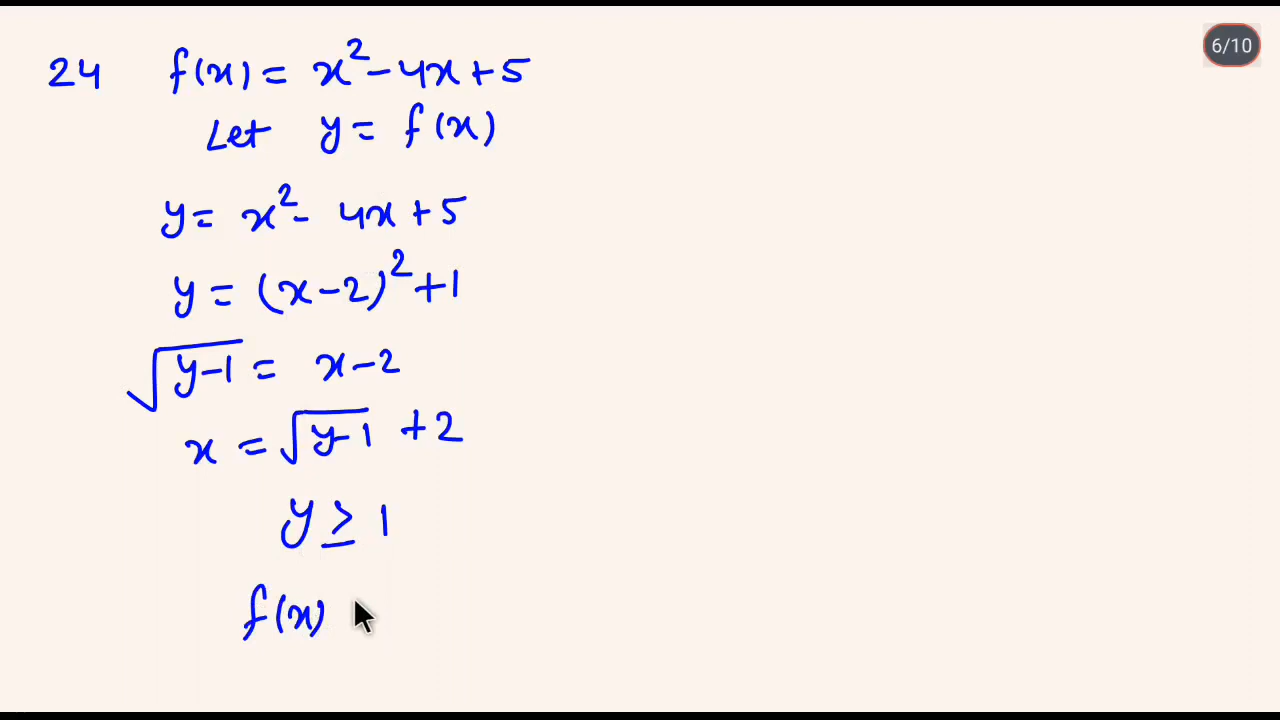 24 f(x) = x² - 4x + 5
6/10
Let y = f(x)
y = x² - 4x + 5
y = (x - 2)² + 1
√(y-1) = x - 2
x = √(y-1) + 2
y ≥ 1
f(x)